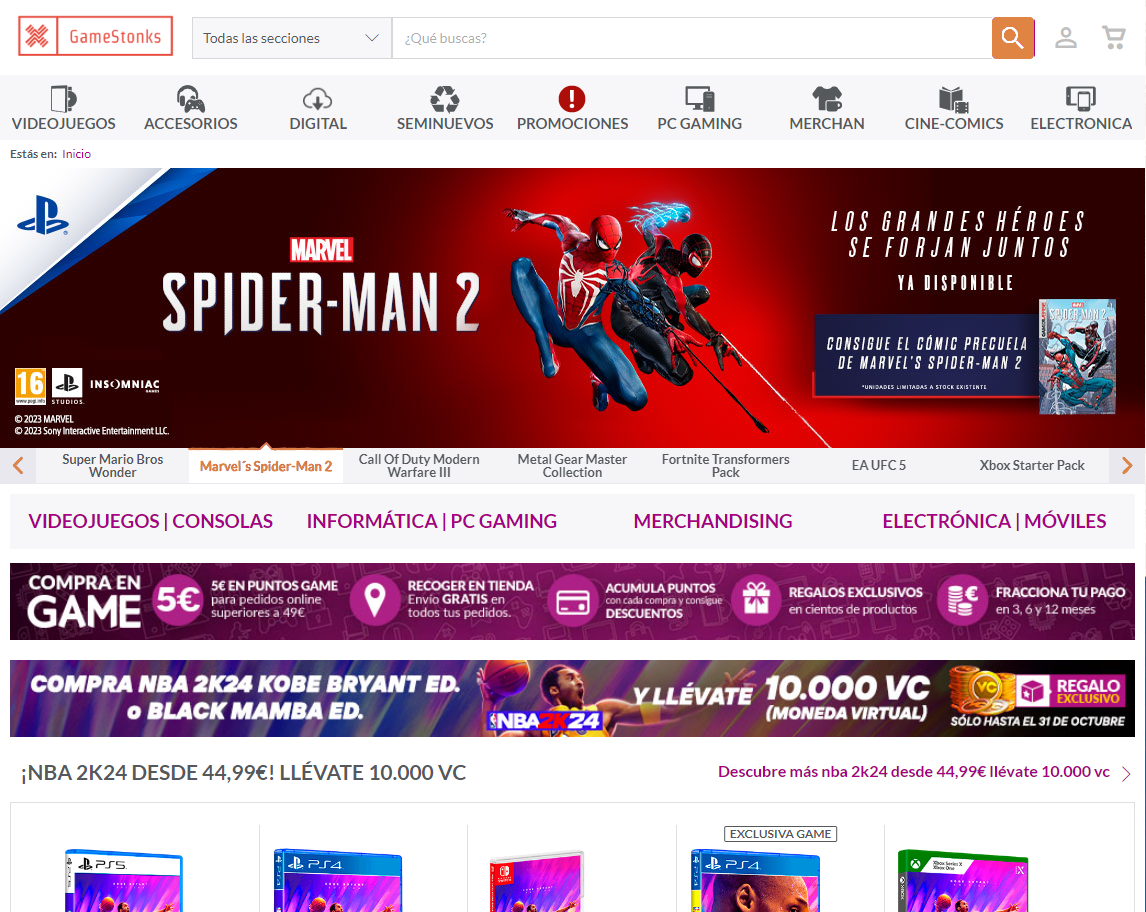 GameStonks
Todas las secciones
¿Qué buscas?
VIDEOJUEGOS
ACCESORIOS
DIGITAL
SEMINUEVOS
PROMOCIONES
PC GAMING
MERCHAN
CINE-COMICS
ELECTRONICA
Estás en: Inicio
MARVEL
SPIDER-MAN 2
LOS GRANDES HÉROES
SE FORJAN JUNTOS
YA DISPONIBLE
CONSIGUE EL CÓMIC PRECUELA
DE MARVEL'S SPIDER-MAN 2
*UNIDADES LIMITADAS A STOCK EXISTENTE
SPIDER-MAN 2
16
www.pegi.info
STUDIOS
INSOMNIAC
GAMES
© 2023 MARVEL
© 2023 Sony Interactive Entertainment LLC.
Super Mario Bros
Wonder
Marvel´s Spider-Man 2
Call Of Duty Modern
Warfare III
Metal Gear Master
Collection
Fortnite Transformers
Pack
EA UFC 5
Xbox Starter Pack
VIDEOJUEGOS | CONSOLAS
INFORMÁTICA | PC GAMING
MERCHANDISING
ELECTRÓNICA | MÓVILES
COMPRA EN
GAME
5€
5€ EN PUNTOS GAME
para pedidos online
superiores a 49€
RECOGER EN TIENDA
Envío GRATIS en
todos tus pedidos.
ACUMULA PUNTOS
con cada compra y consigue
DESCUENTOS
REGALOS EXCLUSIVOS
en cientos de productos
FRACCIONA TU PAGO
en 3, 6 y 12 meses
COMPRA NBA 2K24 KOBE BRYANT ED.
o BLACK MAMBA ED.
NBA 2K24
Y LLÉVATE
10.000 VC
(MONEDA VIRTUAL)
VC
REGALO
EXCLUSIVO
SÓLO HASTA EL 31 DE OCTUBRE
¡NBA 2K24 DESDE 44,99€! LLÉVATE 10.000 VC
Descubre más nba 2k24 desde 44,99€ llévate 10.000 vc
EXCLUSIVA GAME
PS5
PS4
PS4
Xbox Series X
Xbox One